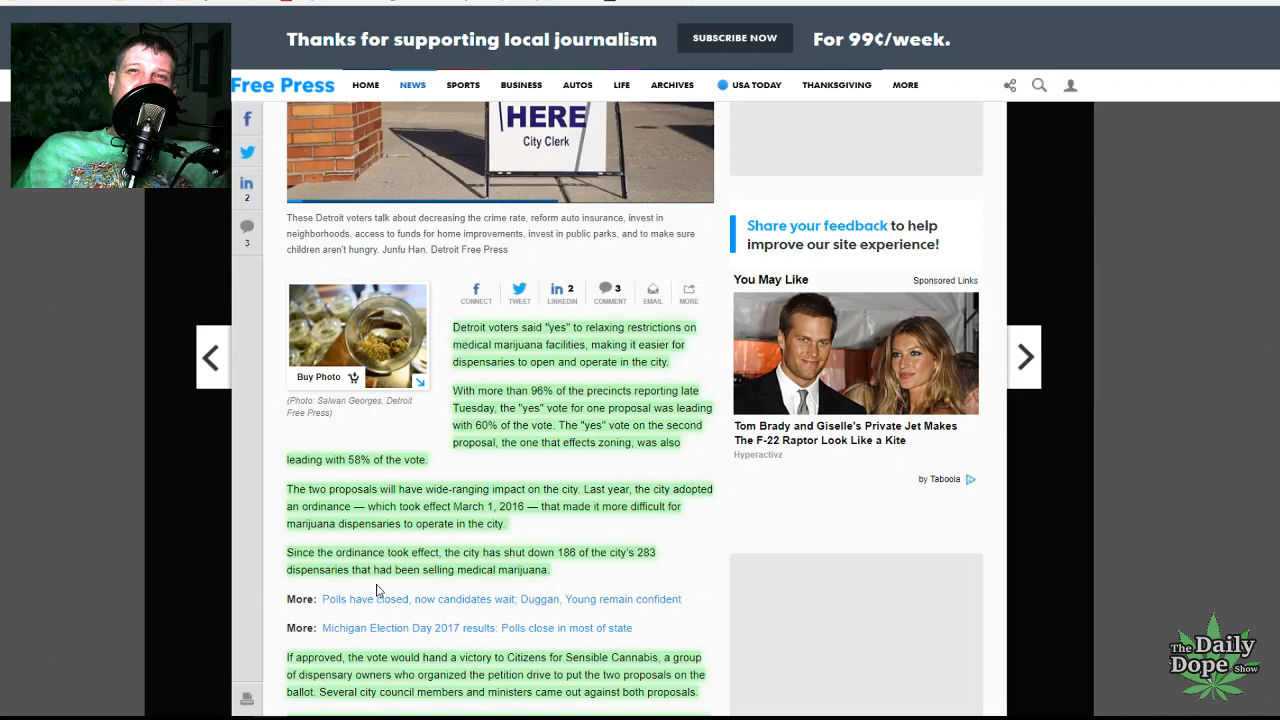 Thanks for supporting local journalism
SUBSCRIBE NOW
For 99¢/week.
Free Press
HOME
NEWS
SPORTS
BUSINESS
AUTOS
LIFE
ARCHIVES
USA TODAY
THANKSGIVING
MORE
HERE
City Clerk
2
3
These Detroit voters talk about decreasing the crime rate, reform auto insurance, invest in
neighborhoods, access to funds for home improvements, invest in public parks, and to make sure
children aren't hungry. Junfu Han, Detroit Free Press
Buy Photo
(Photo: Salwan Georges, Detroit
Free Press)
CONNECT
TWEET
2
LINKEDIN
3
COMMENT
EMAIL
MORE
Detroit voters said "yes" to relaxing restrictions on
medical marijuana facilities, making it easier for
dispensaries to open and operate in the city.
With more than 96% of the precincts reporting late
Tuesday, the "yes" vote for one proposal was leading
with 60% of the vote. The "yes" vote on the second
proposal, the one that effects zoning, was also
leading with 58% of the vote.
The two proposals will have wide-ranging impact on the city. Last year, the city adopted
an ordinance — which took effect March 1, 2016 — that made it more difficult for
marijuana dispensaries to operate in the city.
Since the ordinance took effect, the city has shut down 186 of the city's 283
dispensaries that had been selling medical marijuana.
More: Polls have closed, now candidates wait; Duggan, Young remain confident
More: Michigan Election Day 2017 results: Polls close in most of state
If approved, the vote would hand a victory to Citizens for Sensible Cannabis, a group
of dispensary owners who organized the petition drive to put the two proposals on the
ballot. Several city council members and ministers came out against both proposals.
Share your feedback to help
improve our site experience!
You May Like
Sponsored Links
Tom Brady and Giselle's Private Jet Makes
The F-22 Raptor Look Like a Kite
Hyperactivz
by Taboola
The Daily
Dope Show